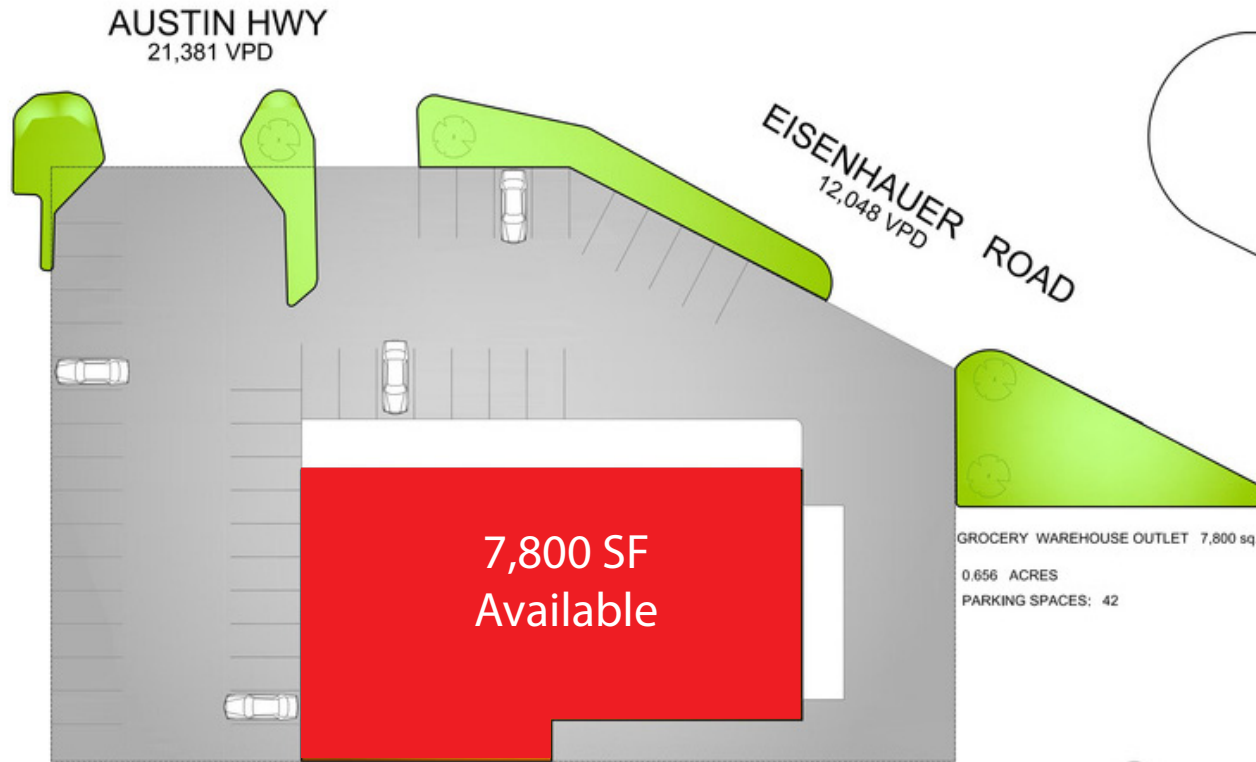 AUSTIN HWY
21,381 VPD
EISENHAUER ROAD
12,048 VPD
7,800 SF
Available
GROCERY WAREHOUSE OUTLET 7,800 sq
0.656 ACRES
PARKING SPACES: 42